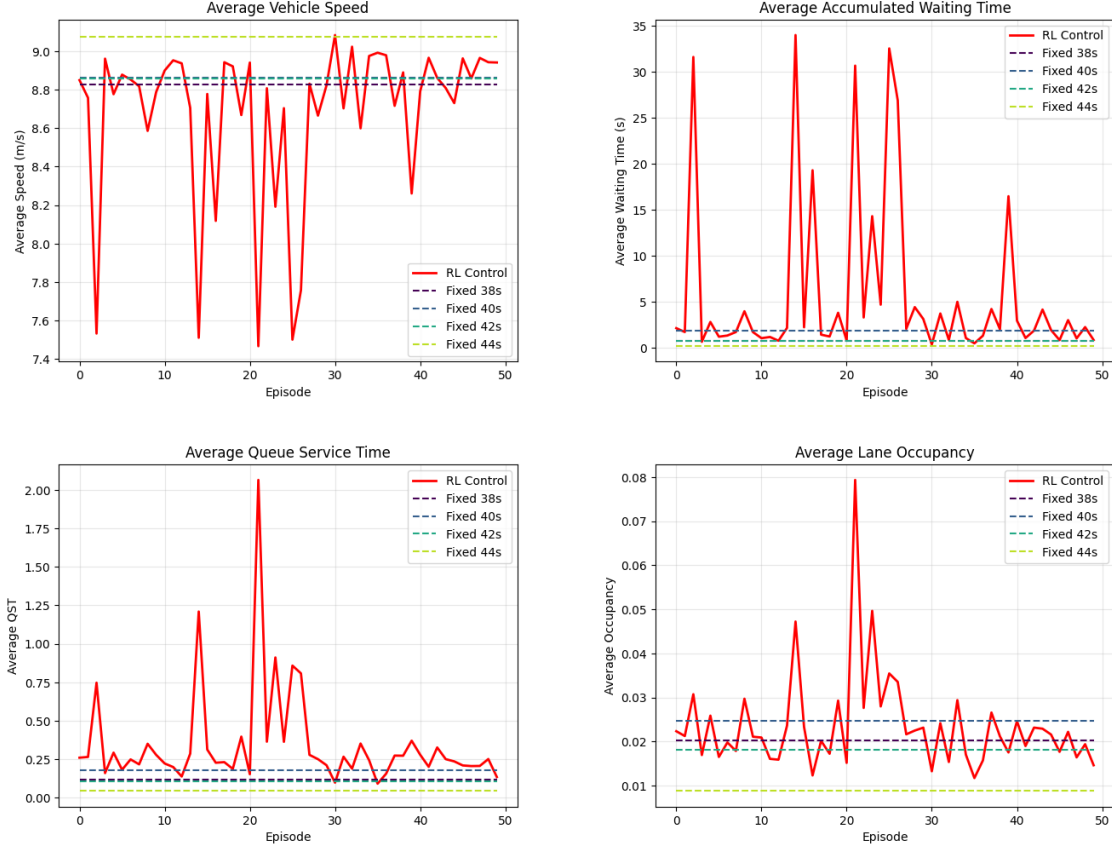 Average Vehicle Speed
Average Speed (m/s)
9.0
8.8
8.6
8.4
8.2
8.0
7.8
7.6
7.4
0 10 20 30 40 50
Episode
RL Control
Fixed 38s
Fixed 40s
Fixed 42s
Fixed 44s
Average Accumulated Waiting Time
Average Waiting Time (s)
35
30
25
20
15
10
5
0
0 10 20 30 40 50
Episode
RL Control
Fixed 38s
Fixed 40s
Fixed 42s
Fixed 44s
Average Queue Service Time
Average QST
2.00
1.75
1.50
1.25
1.00
0.75
0.50
0.25
0.00
0 10 20 30 40 50
Episode
RL Control
Fixed 38s
Fixed 40s
Fixed 42s
Fixed 44s
Average Lane Occupancy
Average Occupancy
0.08
0.07
0.06
0.05
0.04
0.03
0.02
0.01
0 10 20 30 40 50
Episode
RL Control
Fixed 38s
Fixed 40s
Fixed 42s
Fixed 44s